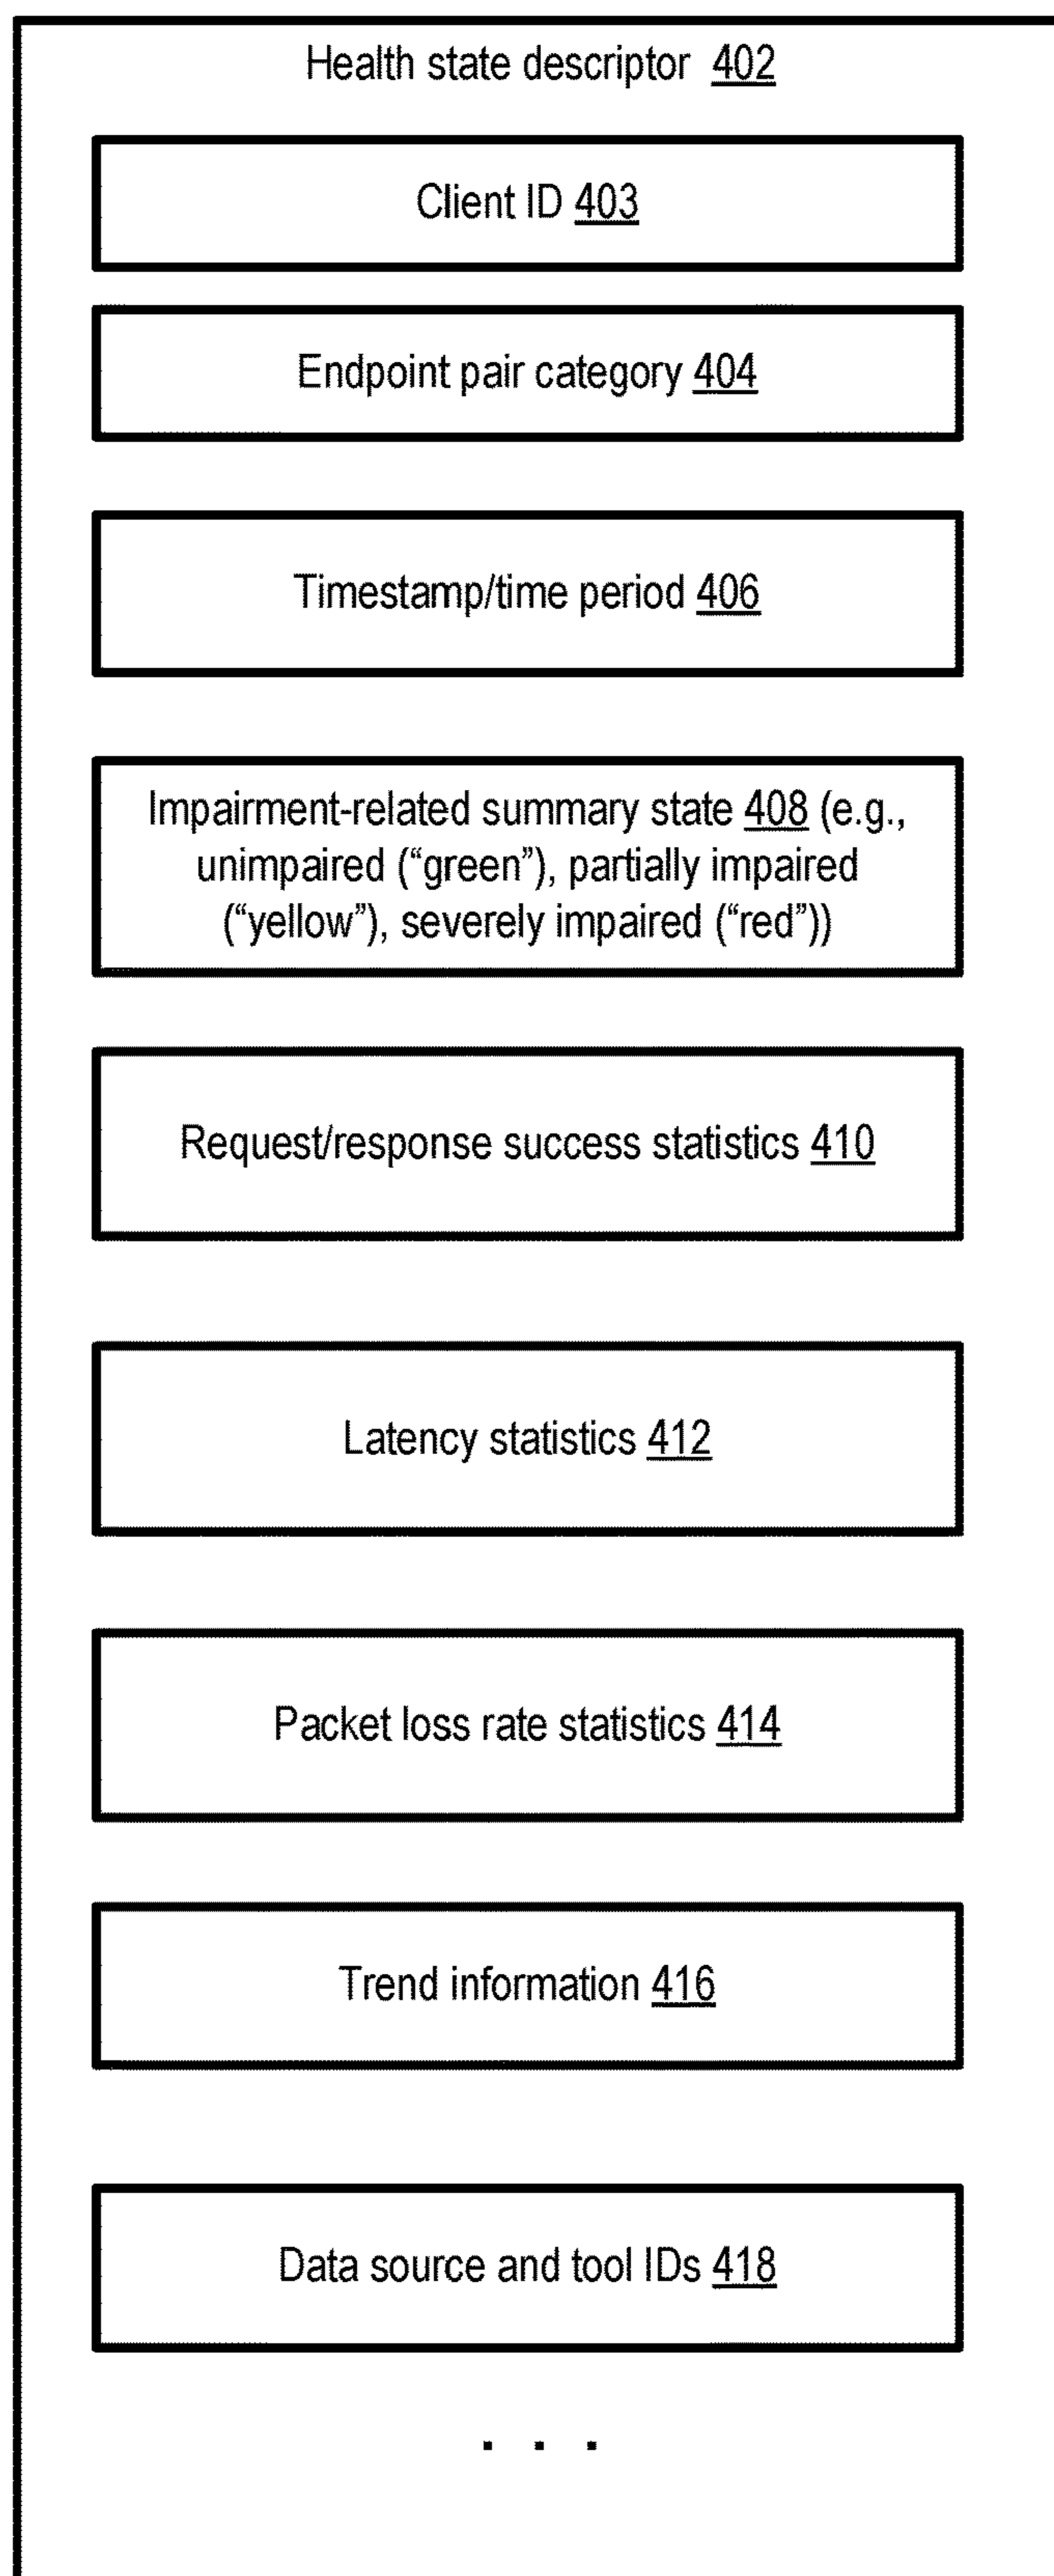 Health state descriptor 402
Client ID 403
Endpoint pair category 404
Timestamp/time period 406
Impairment-related summary state 408 (e.g.,
unimpaired (“green”), partially impaired
(“yellow”), severely impaired (“red”))
Request/response success statistics 410
Latency statistics 412
Packet loss rate statistics 414
Trend information 416
Data source and tool IDs 418
. . .